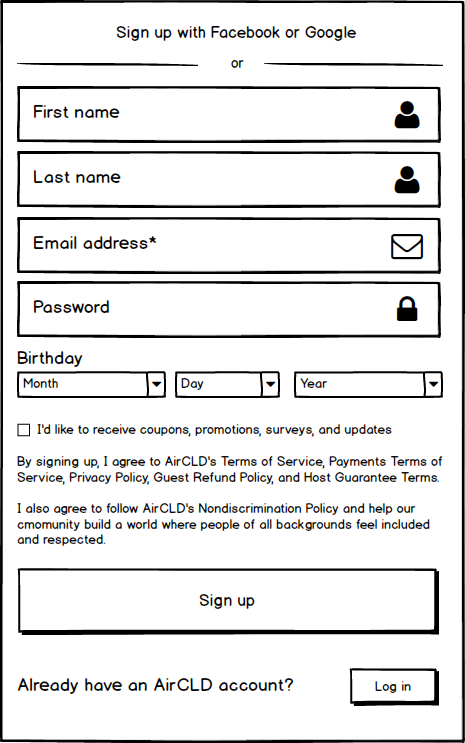 Sign up with Facebook or Google
or
First name
Last name
Email address*
Password
Birthday
Month Day Year
I'd like to receive coupons, promotions, surveys, and updates
By signing up, I agree to AirCLD's Terms of Service, Payments Terms of
Service, Privacy Policy, Guest Refund Policy, and Host Guarantee Terms.
I also agree to follow AirCLD's Nondiscrimination Policy and help our
cmomunity build a world where people of all backgrounds feel included
and respected.
Sign up
Already have an AirCLD account? Log in